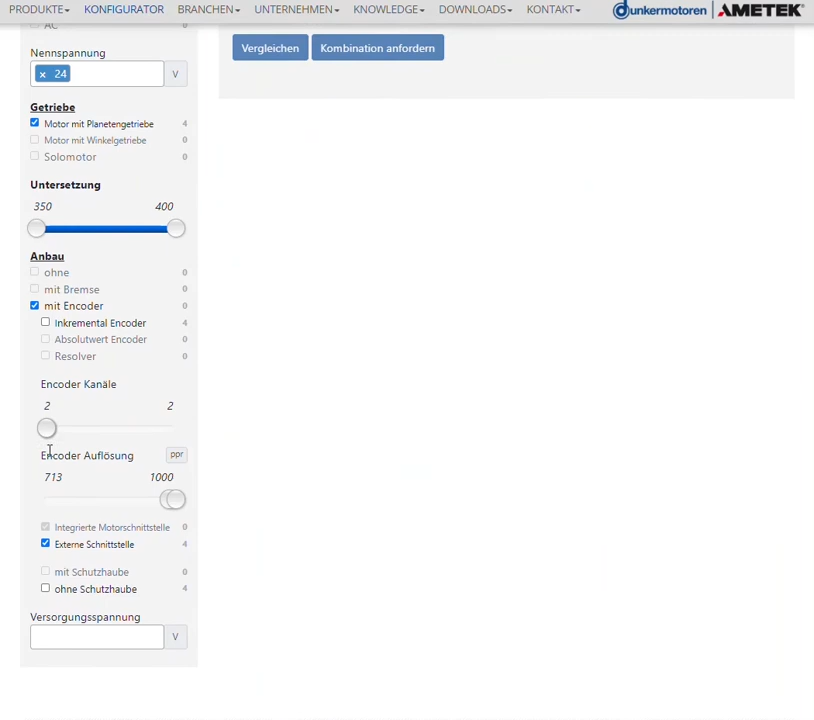 PRODUKTE KONFIGURATOR BRANCHEN UNTERNEHMEN KNOWLEDGE DOWNLOADS KONTAKT dunkermotoren AMETEK
AC 0
Vergleichen Kombination anfordern
Nennspannung
× 24 V
Getriebe
Motor mit Planetengetriebe 4
Motor mit Winkelgetriebe 0
Solomotor 0
Untersetzung
350 400
Anbau
ohne 0
mit Bremse 0
mit Encoder 0
Inkremental Encoder 4
Absolutwert Encoder 0
Resolver 0
Encoder Kanäle
2 2
Encoder Auflösung ppr
713 1000
Integrierte Motorschnittstelle 0
Externe Schnittstelle 4
mit Schutzhaube 0
ohne Schutzhaube 4
Versorgungsspannung
V